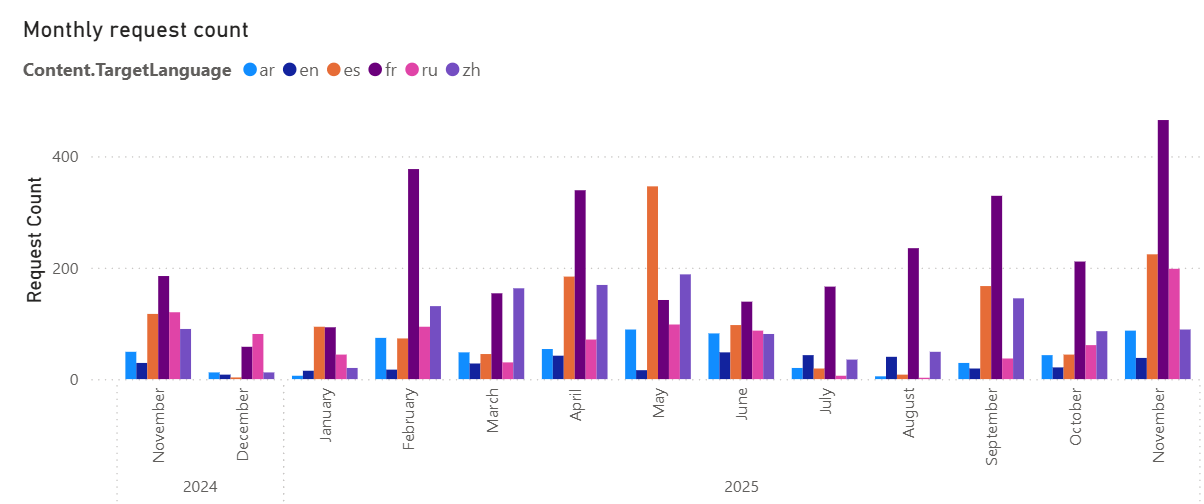 Monthly request count
Content.TargetLanguage ar en es fr ru zh
Request Count
400
200
0
November
December
January
February
March
April
May
June
July
August
September
October
November
2024
2025